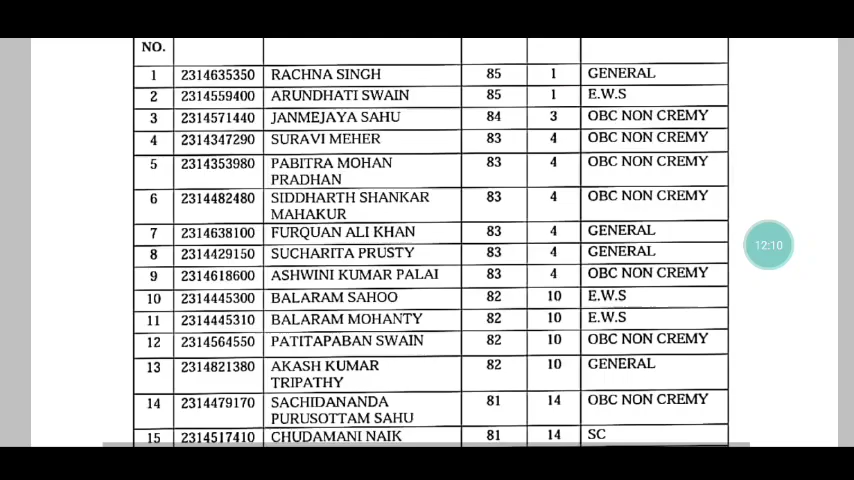 NO.
1 2314635350 RACHNA SINGH 85 1 GENERAL
2 2314559400 ARUNDHATI SWAIN 85 1 E.W.S
3 2314571440 JANMEJAYA SAHU 84 3 OBC NON CREMY
4 2314347290 SURAVI MEHER 83 4 OBC NON CREMY
5 2314353980 PABITRA MOHAN 83 4 OBC NON CREMY
PRADHAN
6 2314482480 SIDDHARTH SHANKAR 83 4 OBC NON CREMY
MAHAKUR
7 2314638100 FURQUAN ALI KHAN 83 4 GENERAL
8 2314429150 SUCHARITA PRUSTY 83 4 GENERAL
9 2314618600 ASHWINI KUMAR PALAI 83 4 OBC NON CREMY
10 2314445300 BALARAM SAHOO 82 10 E.W.S
11 2314445310 BALARAM MOHANTY 82 10 E.W.S
12 2314564550 PATITAPABAN SWAIN 82 10 OBC NON CREMY
13 2314821380 AKASH KUMAR 82 10 GENERAL
TRIPATHY
14 2314479170 SACHIDANANDA 81 14 OBC NON CREMY
PURUSOTTAM SAHU
15 2314517410 CHUDAMANI NAIK 81 14 SC
12:10